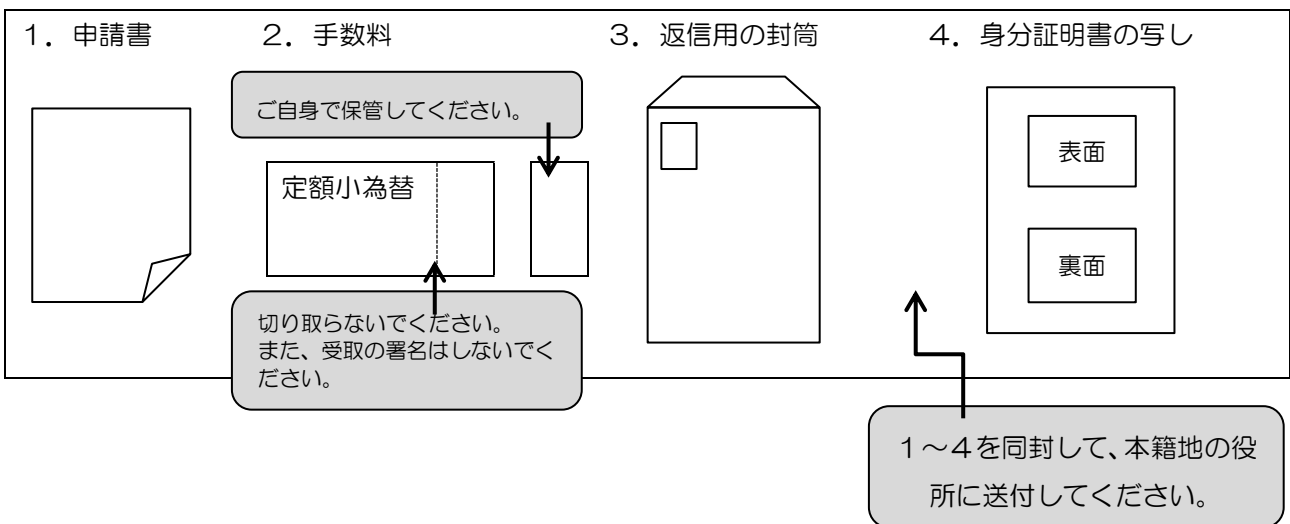 １．申請書
２．手数料
３．返信用の封筒
４．身分証明書の写し
ご自身で保管してください。
定額小為替
切り取らないでください。
また、受取の署名はしないでく
ださい。
表面
裏面
１～４を同封して、本籍地の役
所に送付してください。